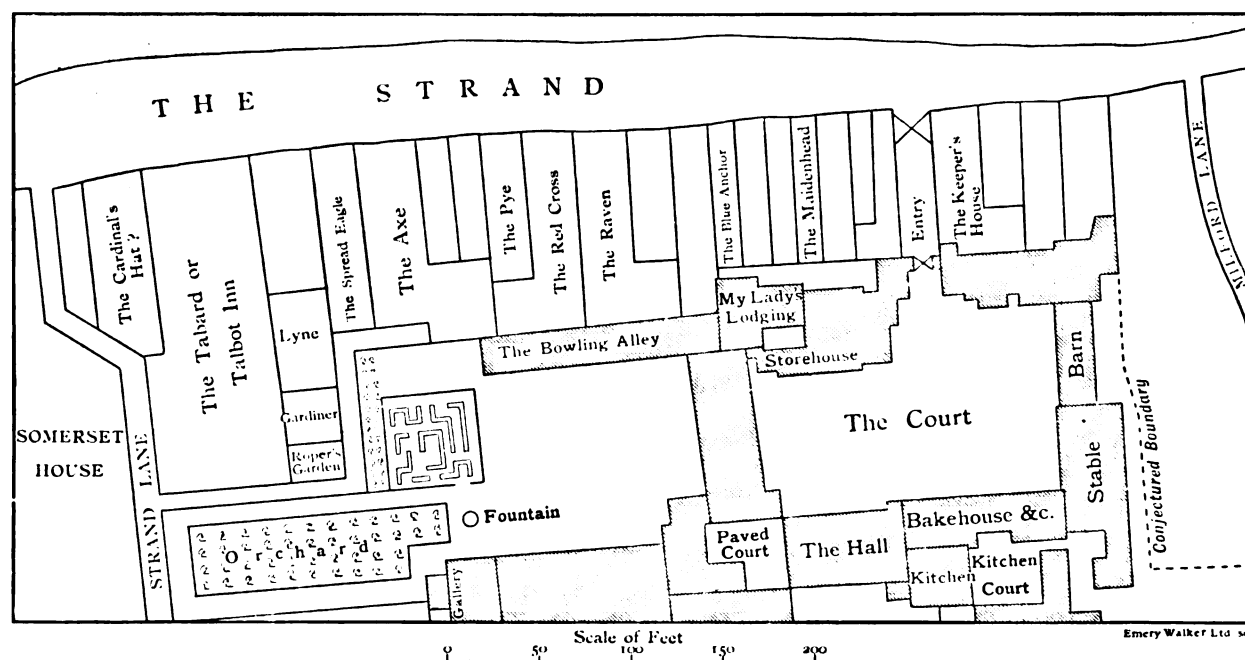 THE STRAND
MILFORD LANE
The Cardinal's
Hat ?
The Tabard or
Talbot Inn
Lyne
Gardiner
Roper's
Garden
The Spread Eagle
The Axe
The Pye
The Red Cross
The Raven
The Blue Anchor
The Maidenhead
Entry
The Keeper's
House
My Lady's
Lodging
The Bowling Alley
Storehouse
Barn
The Court
Stable
Conjectured Boundary
SOMERSET
HOUSE
STRAND LANE
Orchard
Fountain
Gallery
Paved
Court
The Hall
Bakehouse &c.
Kitchen
Kitchen
Court
Scale of Feet
0 50 100 150 200
Emery Walker Ltd